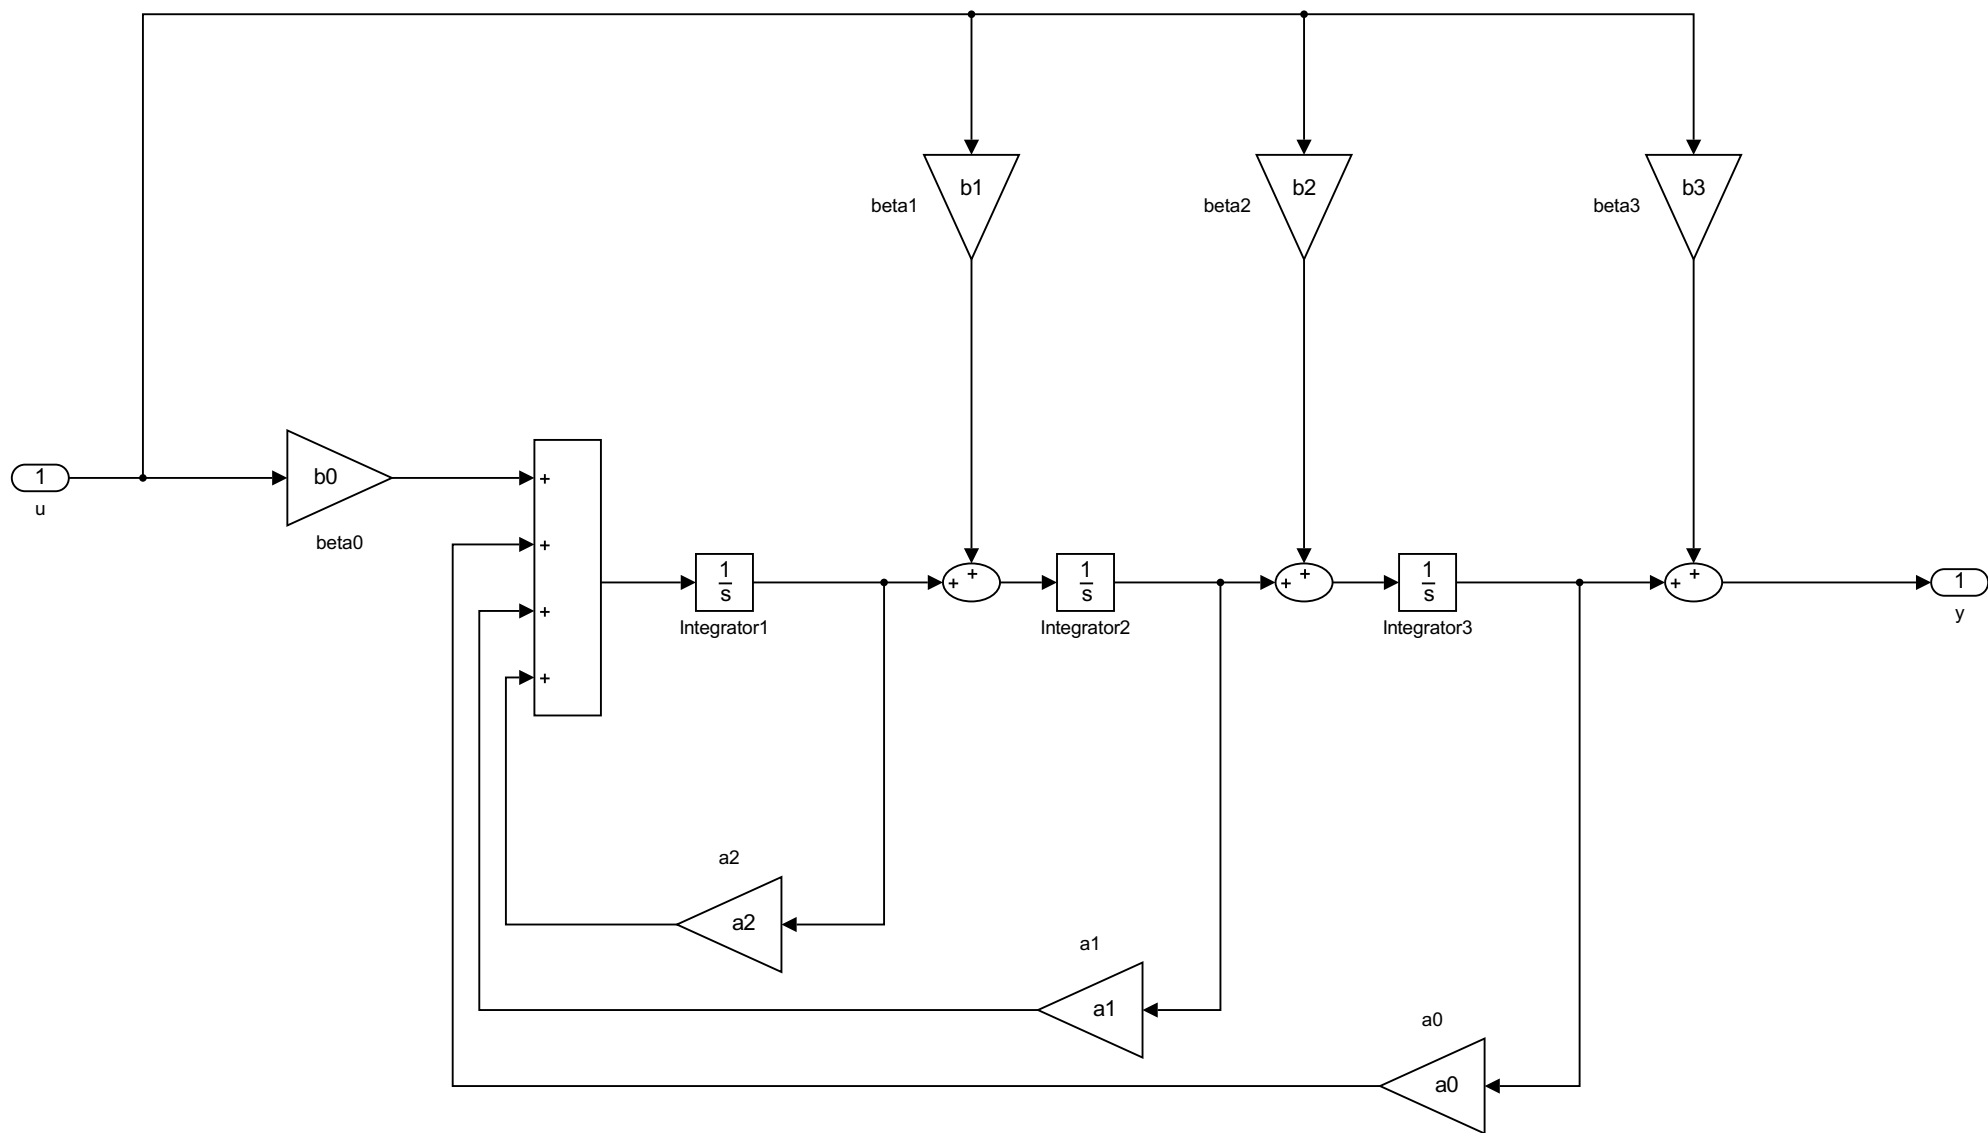 b1
b2
b3
beta1
beta2
beta3
1
u
b0
beta0
+
+
+
+
1
s
Integrator1
+
+
1
s
Integrator2
+
+
1
s
Integrator3
+
+
1
y
a2
a2
a1
a1
a0
a0